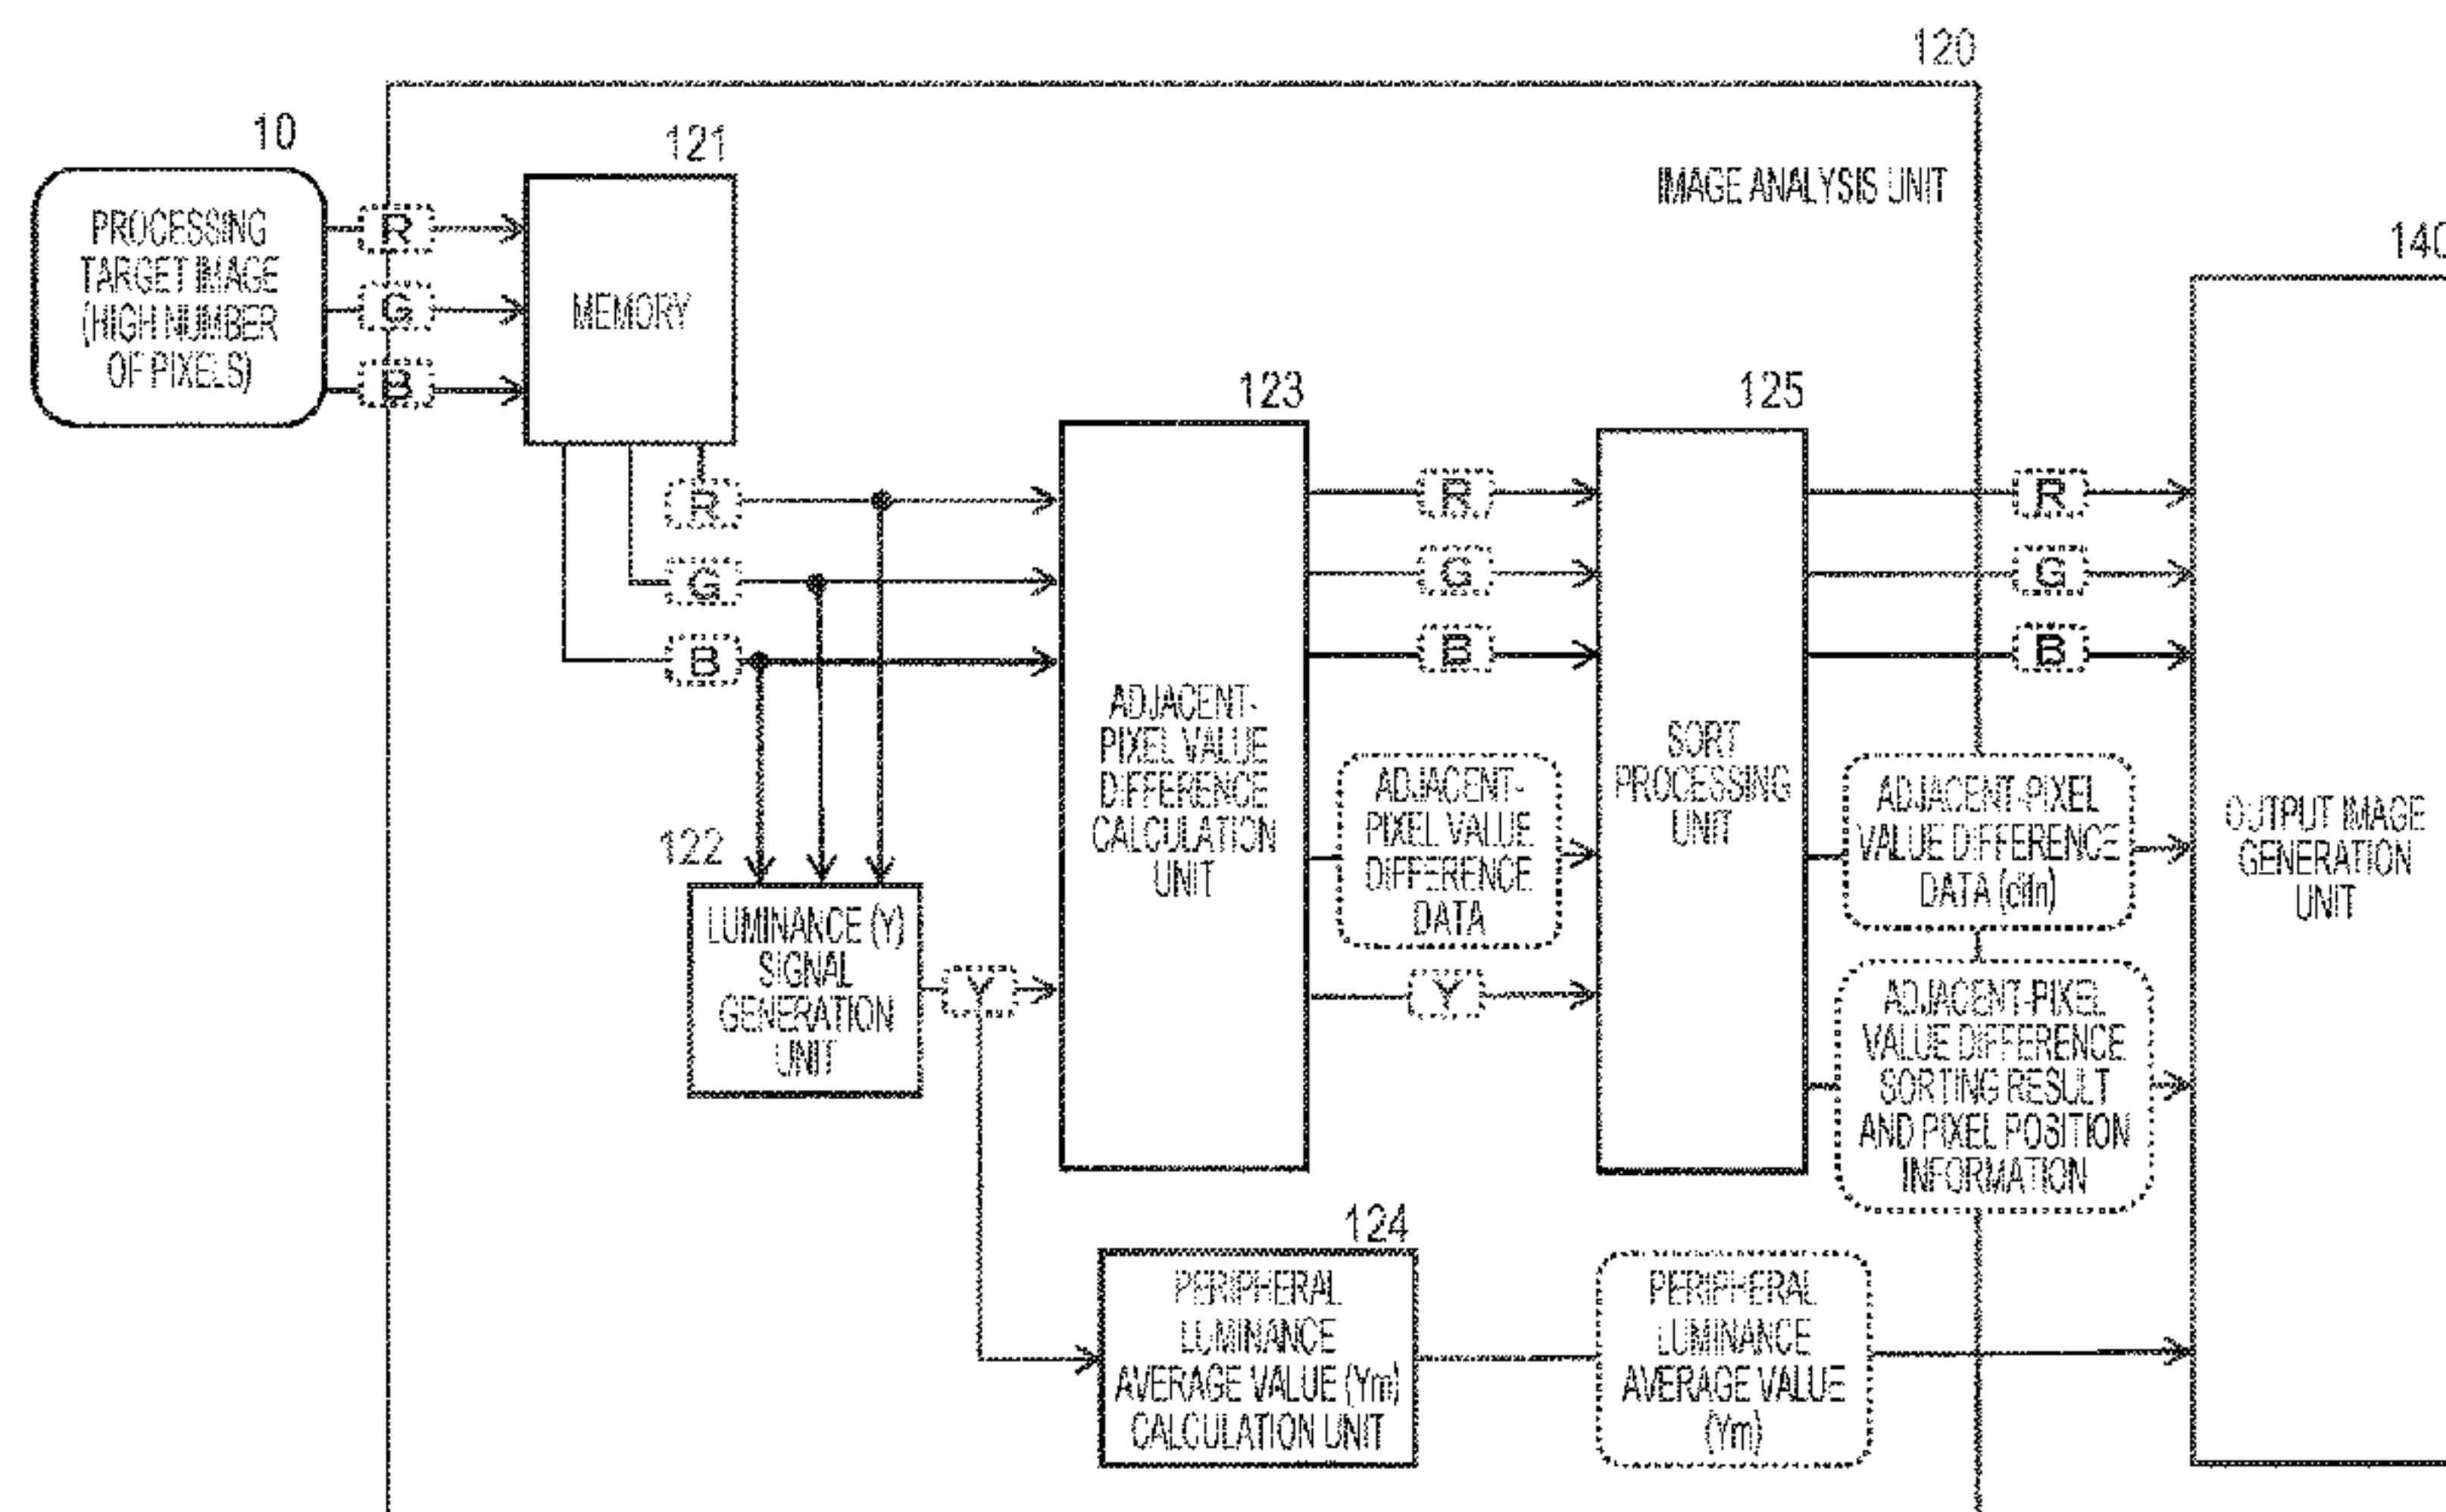 120
10
121
IMAGE ANALYSIS UNIT
PROCESSING
TARGET IMAGE
(HIGH NUMBER
OF PIXELS)
R
G
B
MEMORY
140
123
125
R
G
B
R
G
B
R
G
B
ADJACENT-
PIXEL VALUE
DIFFERENCE
CALCULATION
UNIT
ADJACENT-
PIXEL VALUE
DIFFERENCE
DATA
SORT
PROCESSING
UNIT
ADJACENT-PIXEL
VALUE DIFFERENCE
DATA
OUTPUT IMAGE
GENERATION
UNIT
122
LUMINANCE (Y)
SIGNAL
GENERATION
UNIT
Y
Y
ADJACENT-PIXEL
VALUE DIFFERENCE
SORTING RESULT
AND PIXEL POSITION
INFORMATION
124
PERIPHERAL
LUMINANCE
AVERAGE VALUE (Ym)
CALCULATION UNIT
PERIPHERAL
LUMINANCE
AVERAGE VALUE
(Ym)